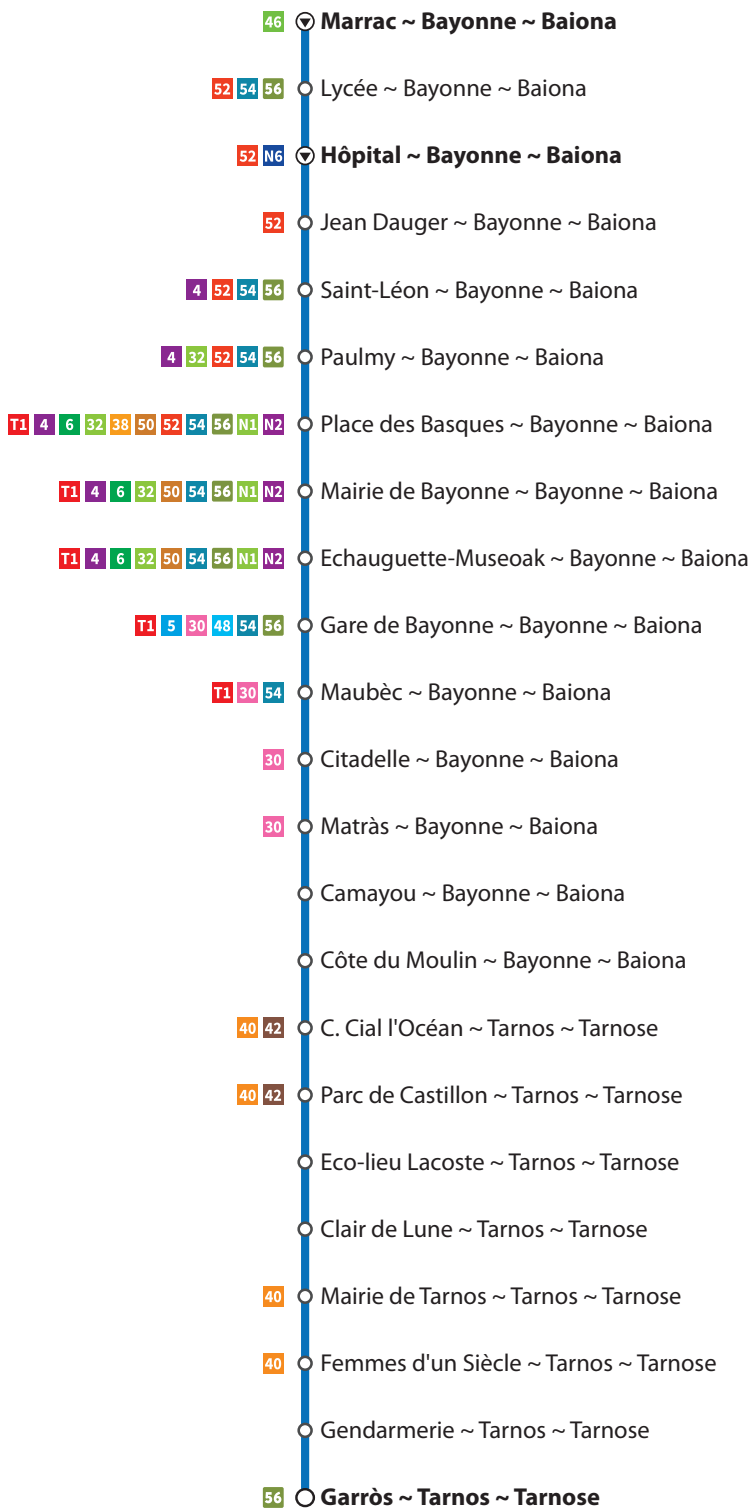 46 Marrac ~ Bayonne ~ Baiona
52 54 56 Lycée ~ Bayonne ~ Baiona
52 N6 Hôpital ~ Bayonne ~ Baiona
52 Jean Dauger ~ Bayonne ~ Baiona
4 52 54 56 Saint-Léon ~ Bayonne ~ Baiona
4 32 52 54 56 Paulmy ~ Bayonne ~ Baiona
T1 4 6 32 38 50 52 54 56 N1 N2 Place des Basques ~ Bayonne ~ Baiona
T1 4 6 32 50 54 56 N1 N2 Mairie de Bayonne ~ Bayonne ~ Baiona
T1 4 6 32 50 54 56 N1 N2 Echauguette-Museoak ~ Bayonne ~ Baiona
T1 5 30 48 54 56 Gare de Bayonne ~ Bayonne ~ Baiona
T1 30 54 Maubèc ~ Bayonne ~ Baiona
30 Citadelle ~ Bayonne ~ Baiona
30 Matràs ~ Bayonne ~ Baiona
Camayou ~ Bayonne ~ Baiona
Côte du Moulin ~ Bayonne ~ Baiona
40 42 C. Cial l'Océan ~ Tarnos ~ Tarnose
40 42 Parc de Castillon ~ Tarnos ~ Tarnose
Eco-lieu Lacoste ~ Tarnos ~ Tarnose
Clair de Lune ~ Tarnos ~ Tarnose
40 Mairie de Tarnos ~ Tarnos ~ Tarnose
40 Femmes d'un Siècle ~ Tarnos ~ Tarnose
Gendarmerie ~ Tarnos ~ Tarnose
56 Garròs ~ Tarnos ~ Tarnose